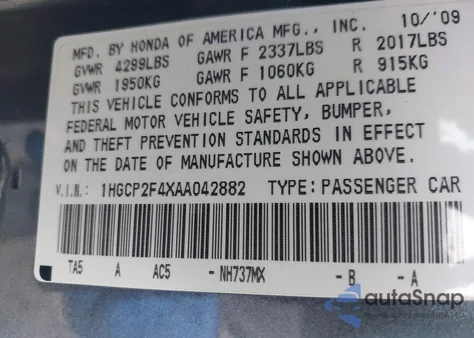 MFD. BY HONDA OF AMERICA MFG., INC. 10/'09
GVWR 4299LBS GAWR F 2337LBS R 2017LBS
GVWR 1950KG GAWR F 1060KG R 915KG
THIS VEHICLE CONFORMS TO ALL APPLICABLE
FEDERAL MOTOR VEHICLE SAFETY, BUMPER,
AND THEFT PREVENTION STANDARDS IN EFFECT
ON THE DATE OF MANUFACTURE SHOWN ABOVE.
V.I.N.: 1HGCP2F4XAA042882 TYPE: PASSENGER CAR
TA5 A AC5 - NH737MX - B - A
autoSnap